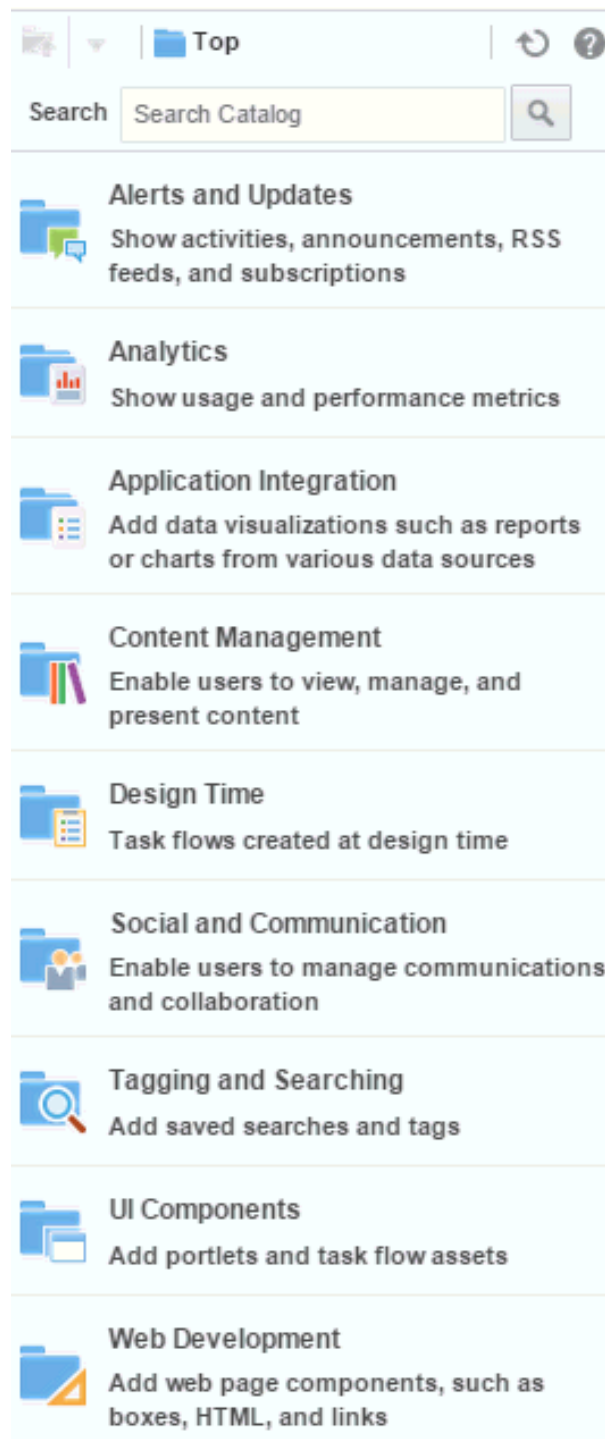 Top
Search Search Catalog
Alerts and Updates
Show activities, announcements, RSS
feeds, and subscriptions
Analytics
Show usage and performance metrics
Application Integration
Add data visualizations such as reports
or charts from various data sources
Content Management
Enable users to view, manage, and
present content
Design Time
Task flows created at design time
Social and Communication
Enable users to manage communications
and collaboration
Tagging and Searching
Add saved searches and tags
UI Components
Add portlets and task flow assets
Web Development
Add web page components, such as
boxes, HTML, and links